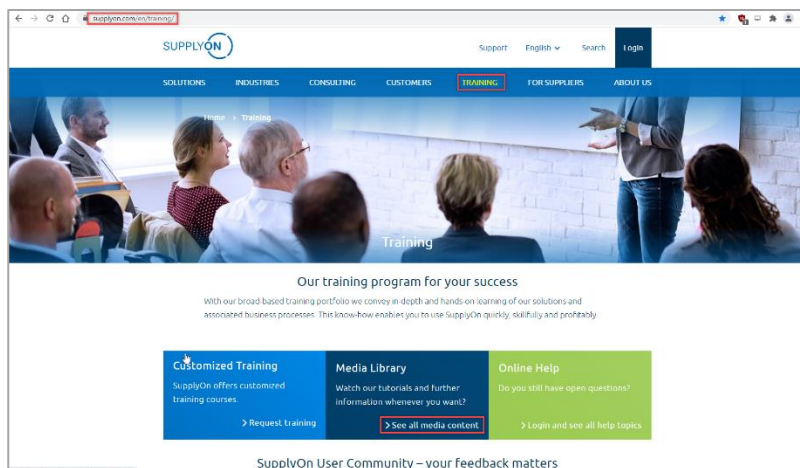 supplyon.com/en/training/
SUPPLYON
Support English Search Login
SOLUTIONS INDUSTRIES CONSULTING CUSTOMERS TRAINING FOR SUPPLIERS ABOUT US
Home > Training
Training
Our training program for your success
With our broad-based training portfolio we convey in-depth and hands on learning of our solutions and
associated business processes. This know-how enables you to use SupplyOn quickly, skillfully and profitably.
Customized Training
SupplyOn offers customized
training courses.
> Request training
Media Library
Watch our tutorials and further
information whenever you want?
> See all media content
Online Help
Do you still have open questions?
> Login and see all help topics
SupplyOn User Community – your feedback matters